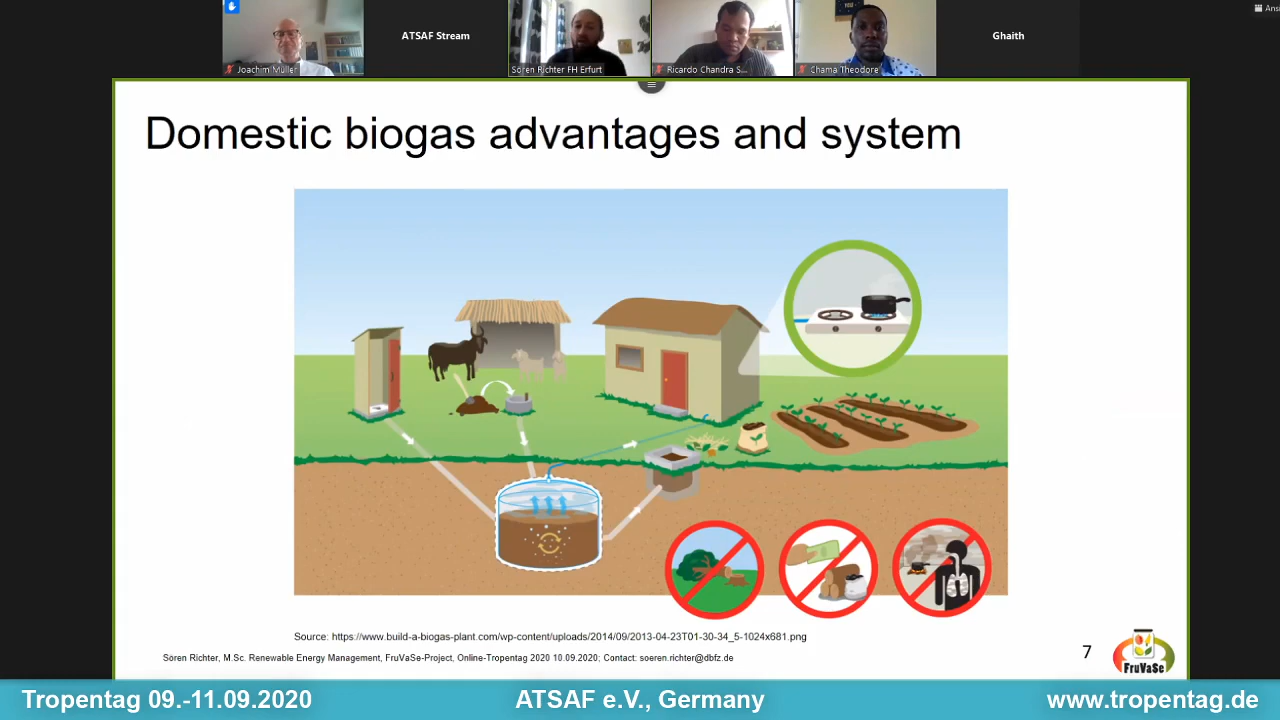 YOU
Ans
Joachim Müller
ATSAF Stream
Sören Richter FH Erfurt
Ricardo Chandra S...
Chama Theodore
Ghaith
Domestic biogas advantages and system
Source: https://www.build-a-biogas-plant.com/wp-content/uploads/2014/09/2013-04-23T01-30-34_5-1024x681.png
Sören Richter, M.Sc. Renewable Energy Management, FruVaSe-Project, Online-Tropentag 2020 10.09.2020; Contact: soeren.richter@dbfz.de
7
FruVaSe
Tropentag 09.-11.09.2020
ATSAF e.V., Germany
www.tropentag.de